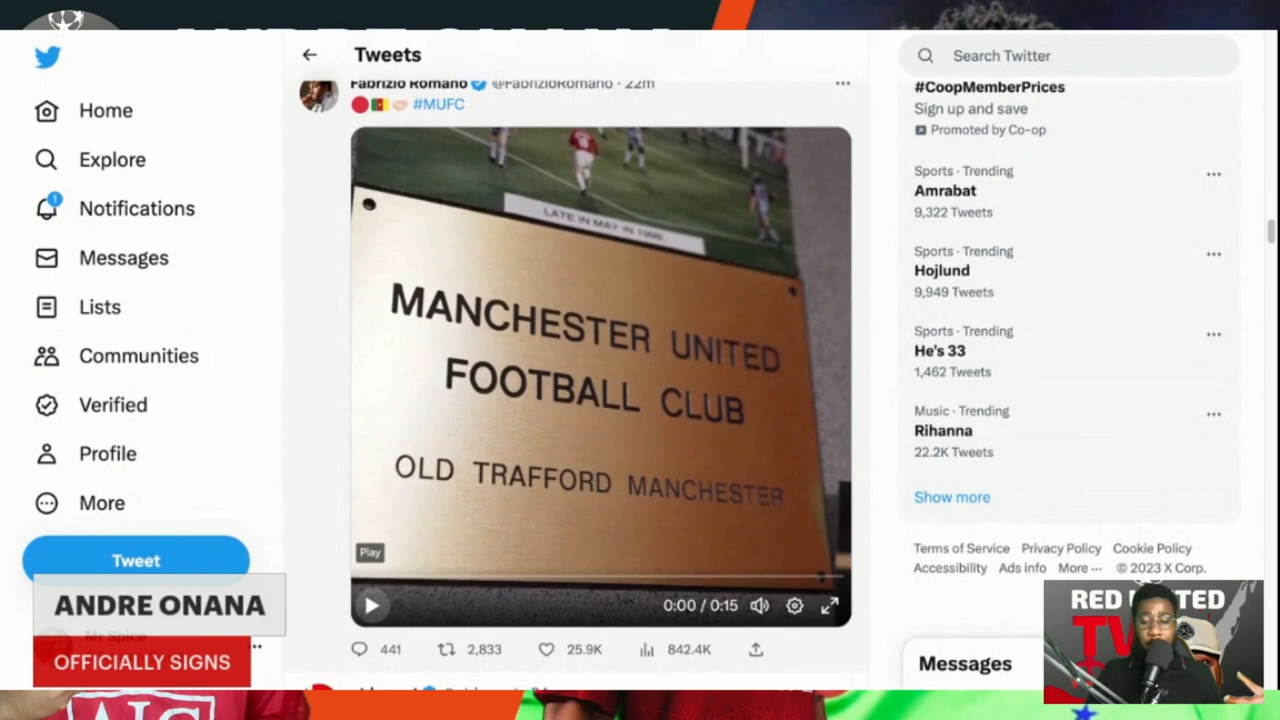 Tweets
Search Twitter
Home
Explore
Notifications
1
Messages
Lists
Communities
Verified
Profile
More
Tweet
ANDRE ONANA
OFFICIALLY SIGNS
Fabrizio Romano @FabrizioRomano · 22m
#MUFC
LATE IN MAY IN 1999...
MANCHESTER UNITED
FOOTBALL CLUB
OLD TRAFFORD MANCHESTER
Play
0:00 / 0:15
441 2,833 25.9K 842.4K
#CoopMemberPrices
Sign up and save
Promoted by Co-op
Sports · Trending
Amrabat
9,322 Tweets
Sports · Trending
Hojlund
9,949 Tweets
Sports · Trending
He's 33
1,462 Tweets
Music · Trending
Rihanna
22.2K Tweets
Show more
Terms of Service Privacy Policy Cookie Policy
Accessibility Ads info More ··· © 2023 X Corp.
Messages
RED UNITED
TV